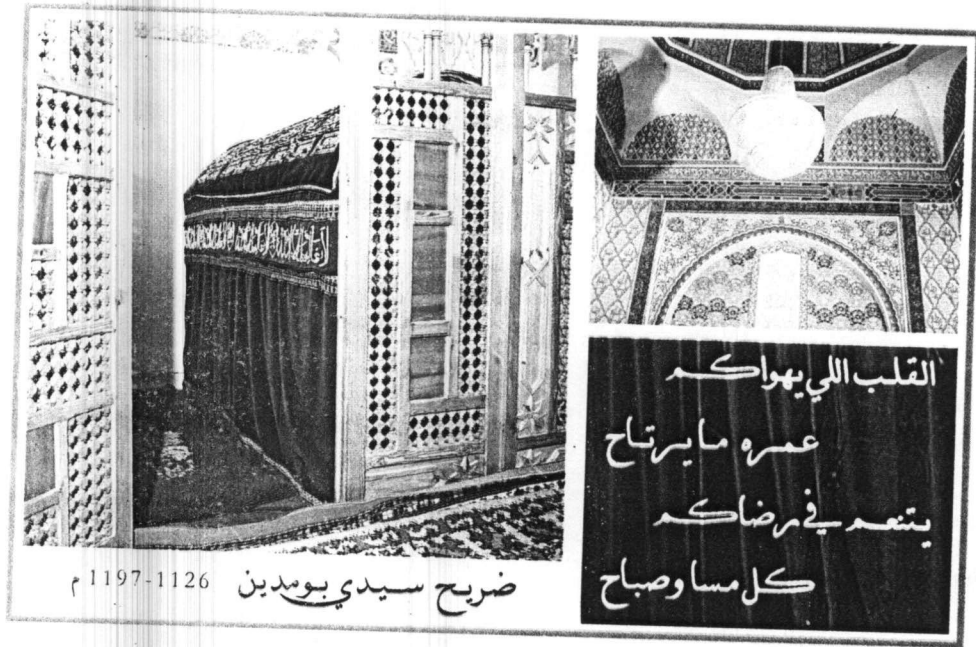 القلب اللي يهواكم
عمره ما يرتاح
يتنعم في رضاكم
كل مسا وصباح
ضريح سيدي بومدين 1126-1197 م